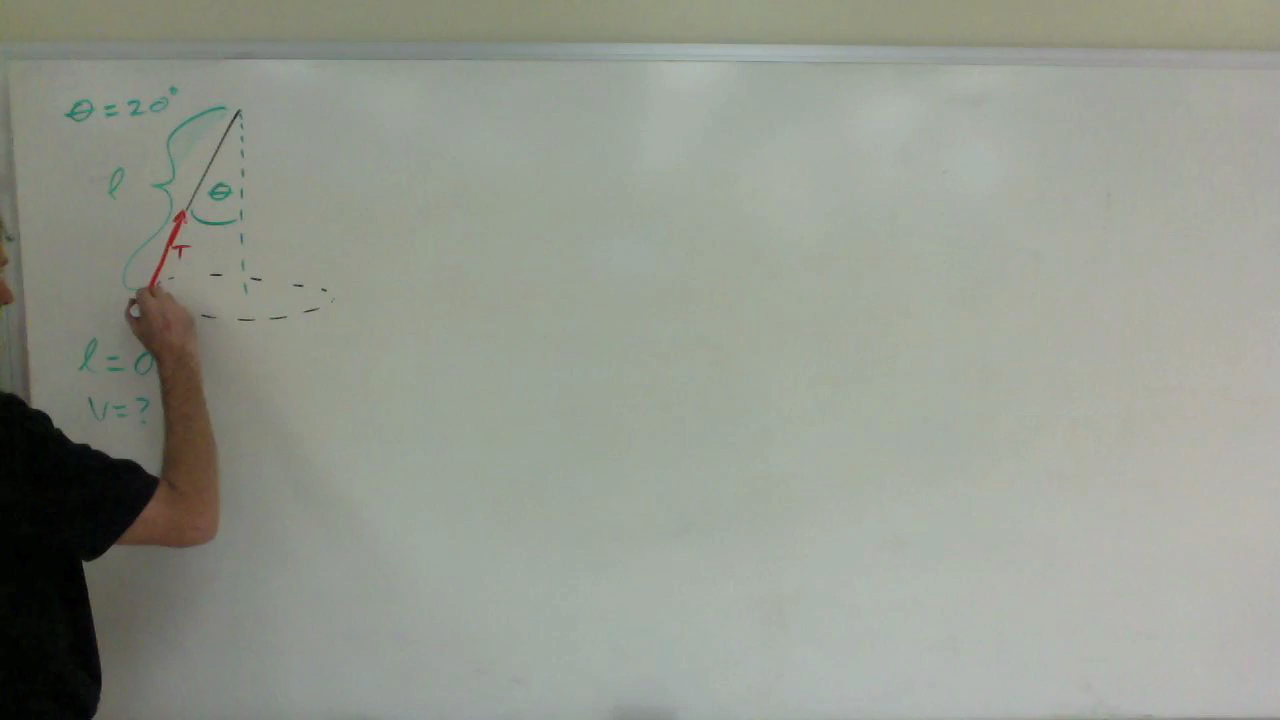 θ = 20°
l
θ
T
l = 0
V = ?